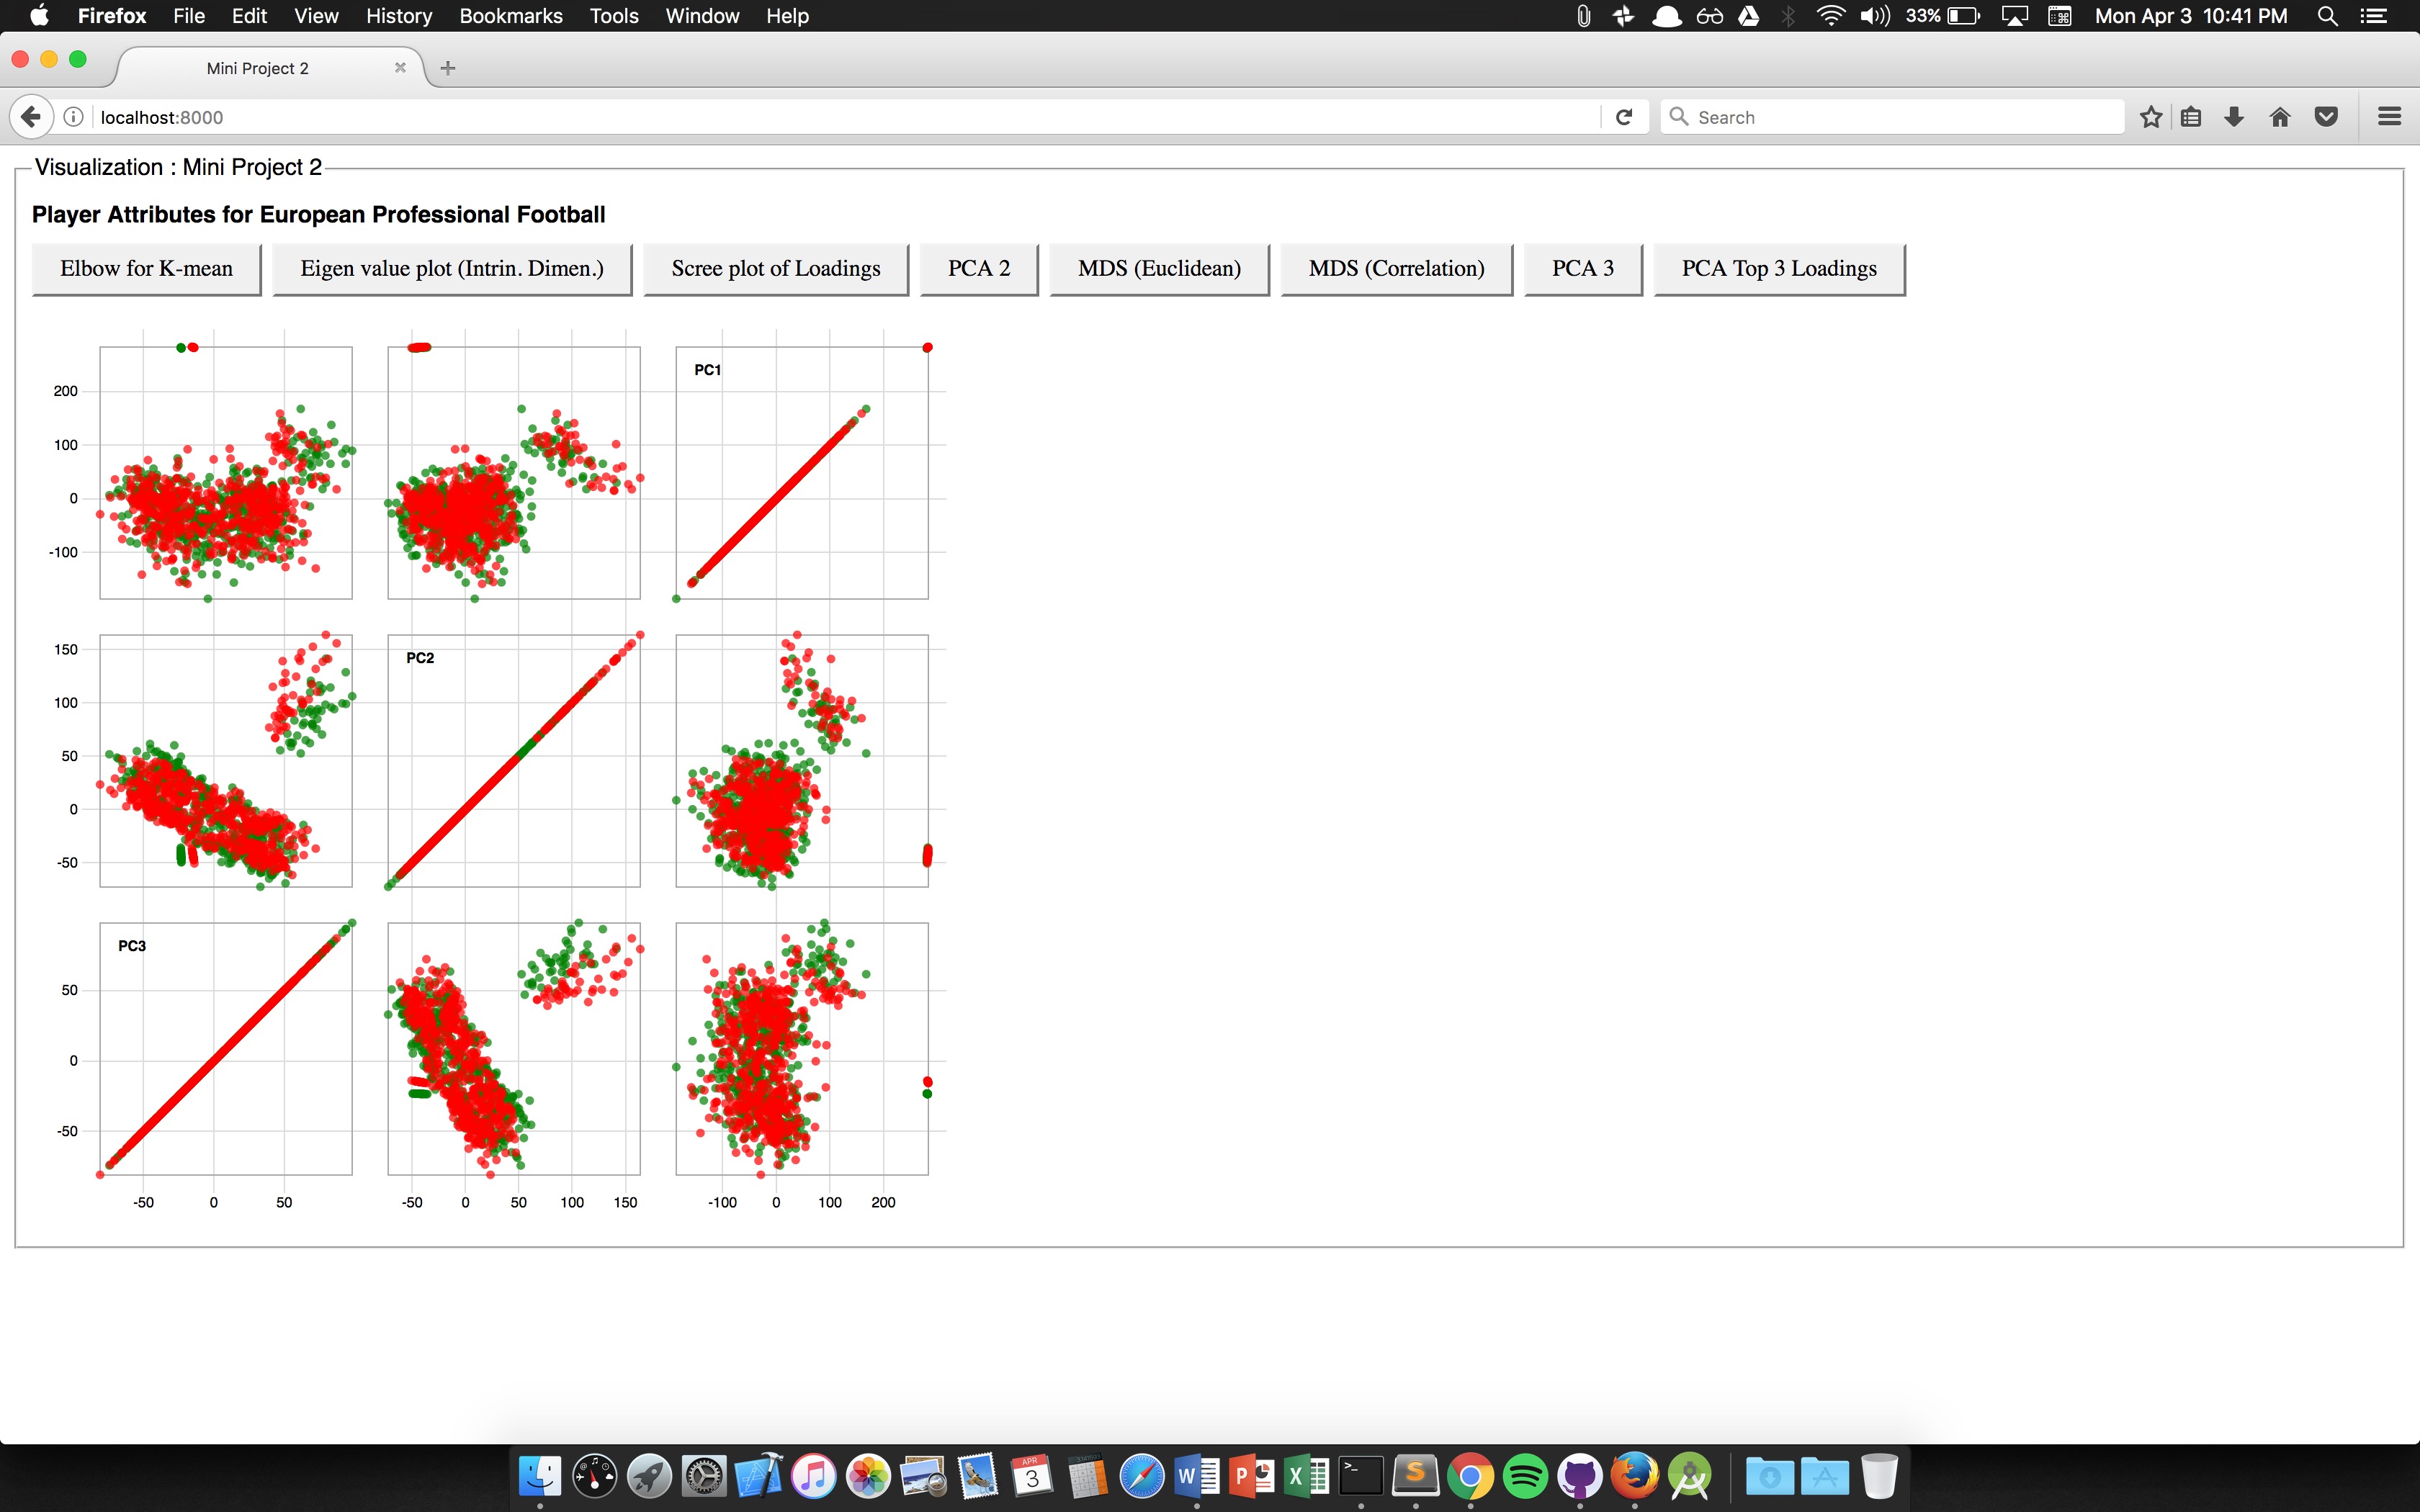 Firefox File Edit View History Bookmarks Tools Window Help 33% Mon Apr 3 10:41 PM
Mini Project 2
localhost:8000 Search
Visualization : Mini Project 2
Player Attributes for European Professional Football
Elbow for K-mean Eigen value plot (Intrin. Dimen.) Scree plot of Loadings PCA 2 MDS (Euclidean) MDS (Correlation) PCA 3 PCA Top 3 Loadings
PC1
200
100
0
-100
150
PC2
100
50
0
-50
PC3
50
0
-50
-50 0 50 -50 0 50 100 150 -100 0 100 200
APR
3
W P X >_ S